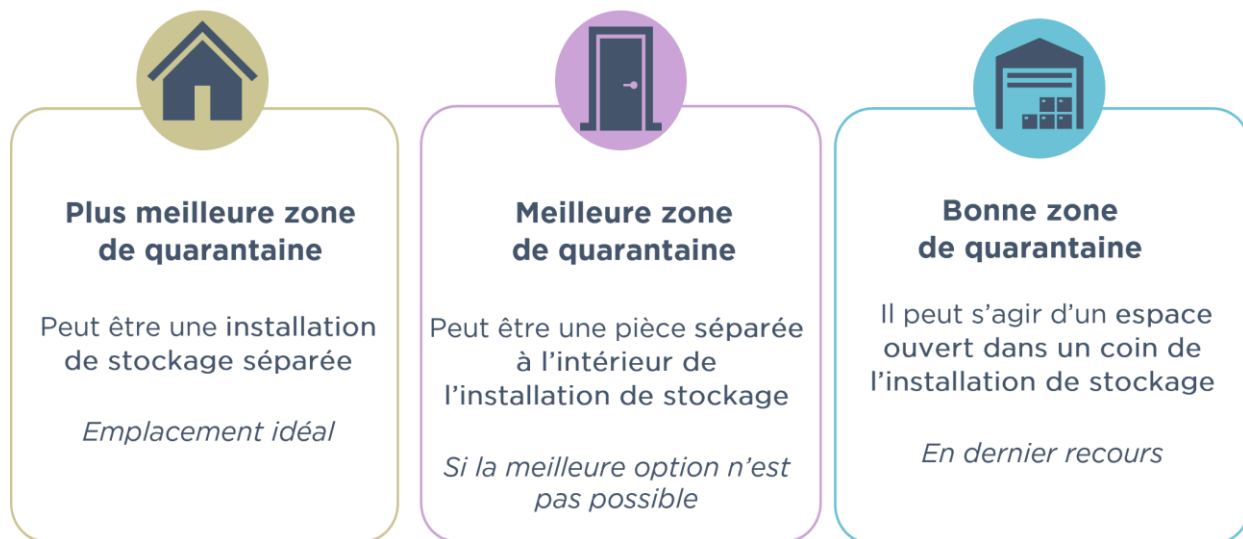 Plus meilleure zone
de quarantaine
Peut être une installation
de stockage séparée
Emplacement idéal
Meilleure zone
de quarantaine
Peut être une pièce séparée
à l’intérieur de
l’installation de stockage
Si la meilleure option n’est
pas possible
Bonne zone
de quarantaine
Il peut s’agir d’un espace
ouvert dans un coin de
l’installation de stockage
En dernier recours